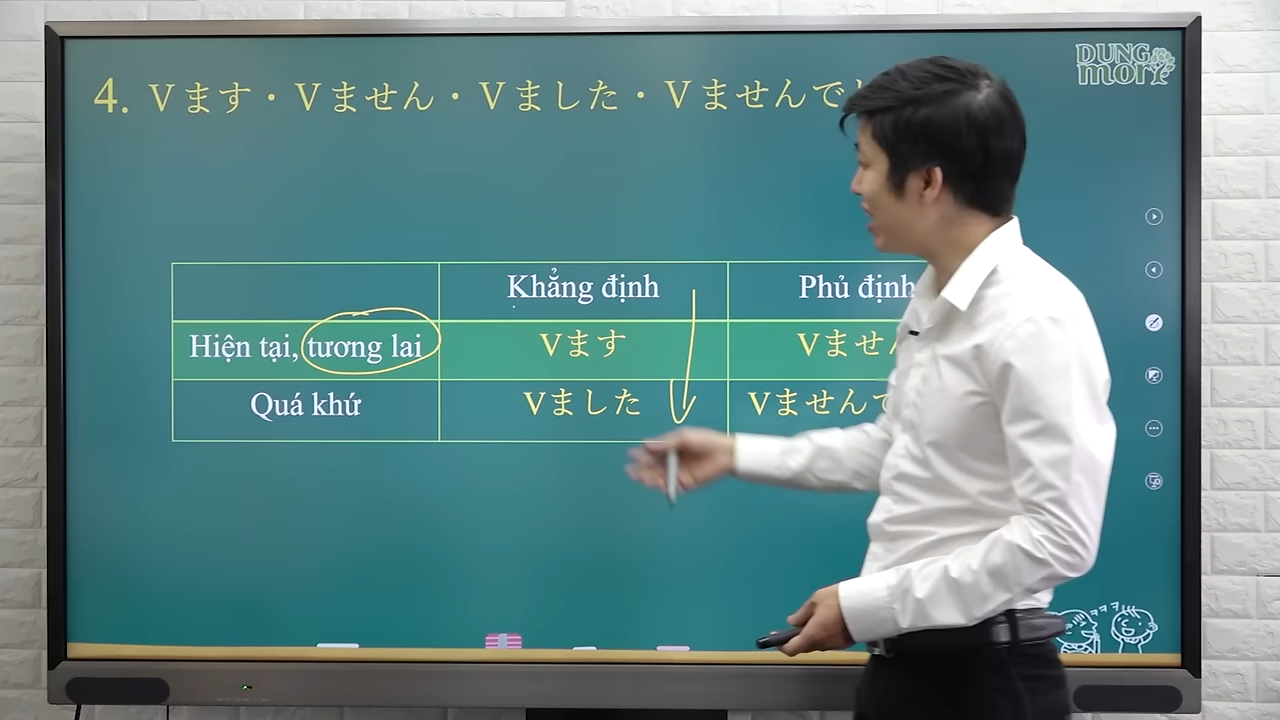 DUNG
mori
4. Vます・Vません・Vました・Vませんで
Khẳng định Phủ định
Hiện tại, tương lai Vます Vませ
Quá khứ Vました Vません